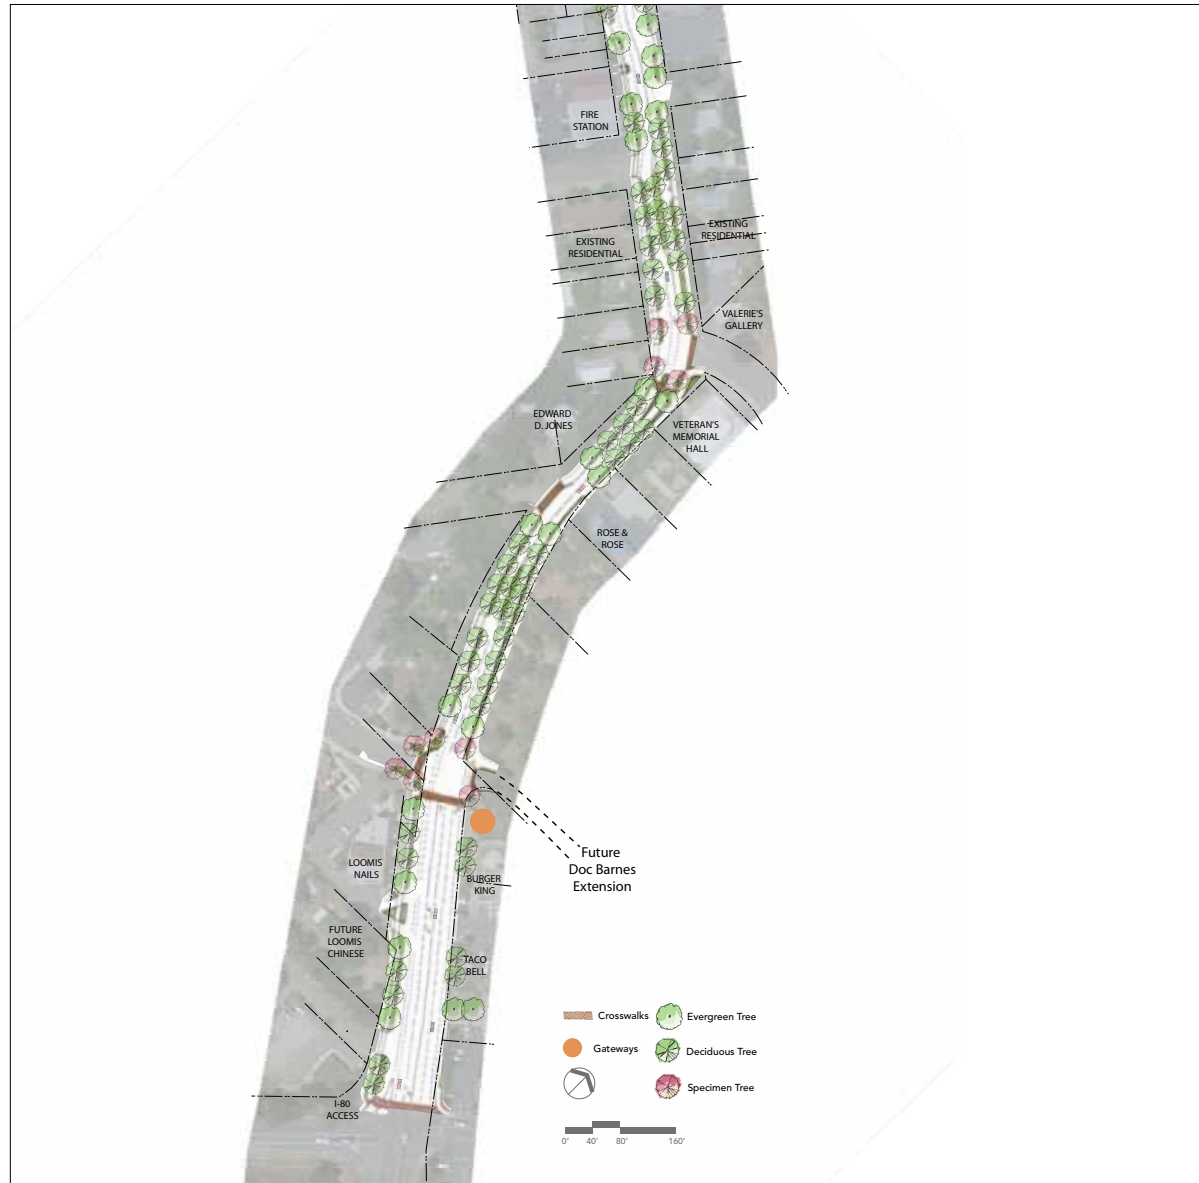 FIRE
STATION
EXISTING
RESIDENTIAL
EXISTING
RESIDENTIAL
VALERIE'S
GALLERY
EDWARD
D. JONES
VETERAN'S
MEMORIAL
HALL
ROSE &
ROSE
Future
Doc Barnes
Extension
LOOMIS
NAILS
BURGER
KING
FUTURE
LOOMIS
CHINESE
TACO
BELL
I-80
ACCESS
Crosswalks
Evergreen Tree
Gateways
Deciduous Tree
Specimen Tree
0' 40' 80' 160'